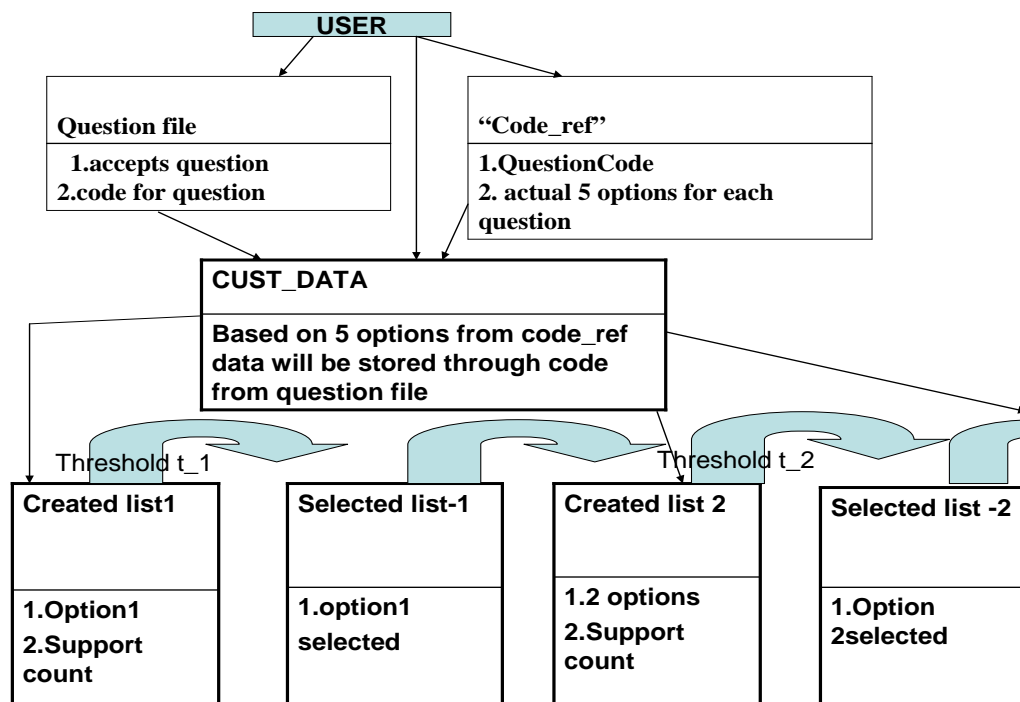 USER
Question file
1.accepts question
2.code for question
“Code_ref”
1.QuestionCode
2. actual 5 options for each
question
CUST_DATA
Based on 5 options from code_ref
data will be stored through code
from question file
Threshold t_1
Threshold t_2
Created list1
1.Option1
2.Support
count
Selected list-1
1.option1
selected
Created list 2
1.2 options
2.Support
count
Selected list -2
1.Option
2selected